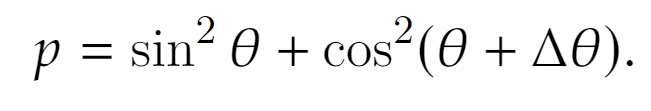 p = sin² θ + cos²(θ + Δθ).